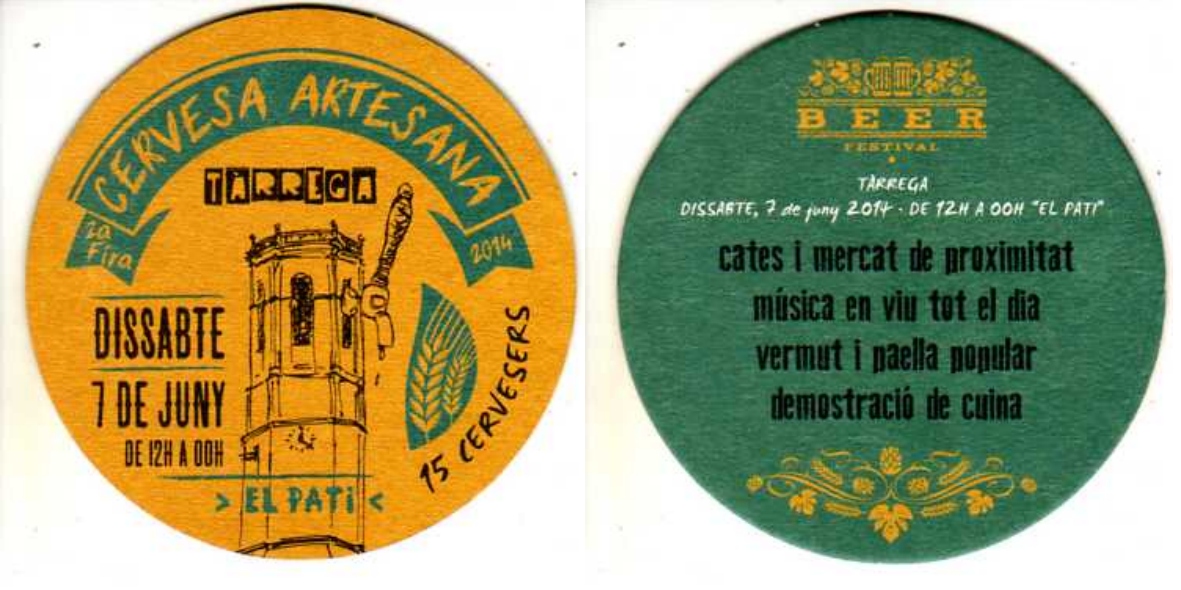 CERVESA ARTESANA
2a Fira
2014
TÀRREGA
DISSABTE
7 DE JUNY
DE 12H A 00H
> EL PATi <
15 CERVESERS
BEER
FESTIVAL
TÀRREGA
DISSABTE, 7 de juny 2014 - DE 12H A 00H "EL PATI"
cates i mercat de proximitat
música en viu tot el dia
vermut i paella popular
demostració de cuina